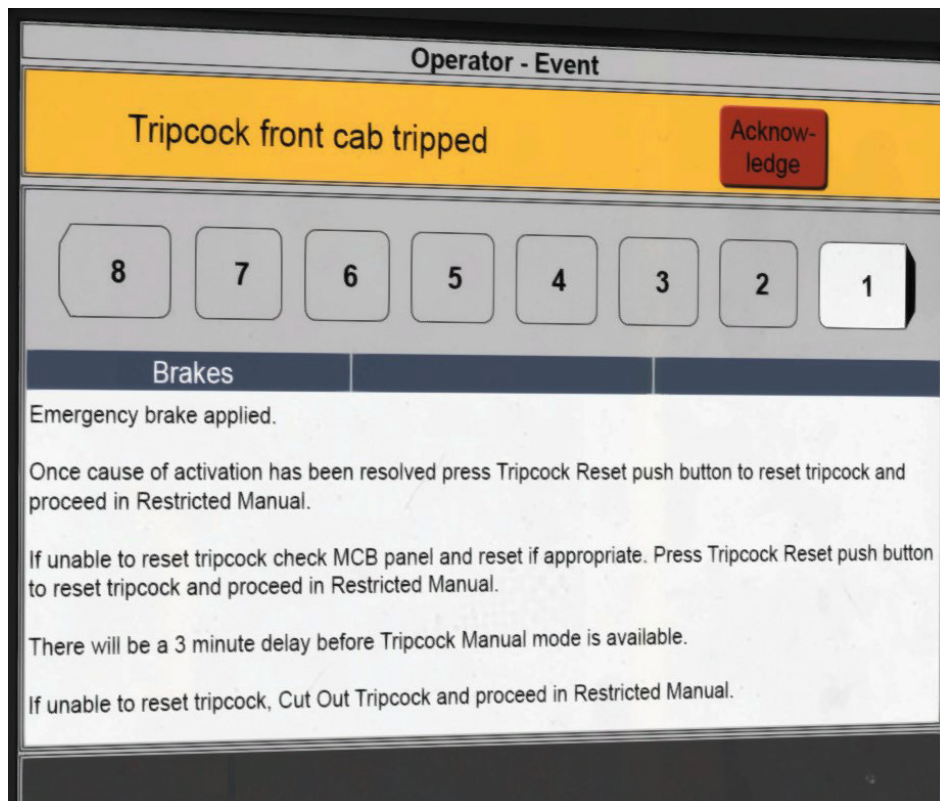 Operator - Event
Tripcock front cab tripped
Acknow-
ledge
8 7 6 5 4 3 2 1
Brakes
Emergency brake applied.
Once cause of activation has been resolved press Tripcock Reset push button to reset tripcock and
proceed in Restricted Manual.
If unable to reset tripcock check MCB panel and reset if appropriate. Press Tripcock Reset push button
to reset tripcock and proceed in Restricted Manual.
There will be a 3 minute delay before Tripcock Manual mode is available.
If unable to reset tripcock, Cut Out Tripcock and proceed in Restricted Manual.